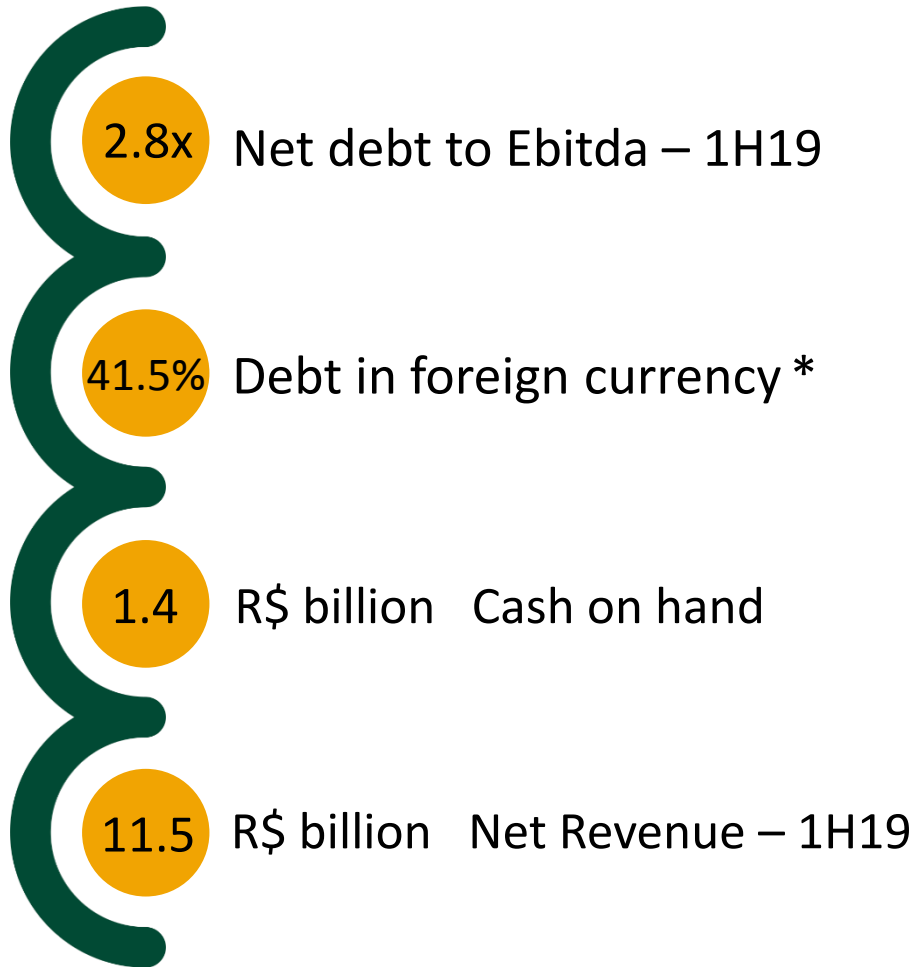 2.8x Net debt to Ebitda – 1H19
41.5% Debt in foreign currency *
1.4 R$ billion Cash on hand
11.5 R$ billion Net Revenue – 1H19